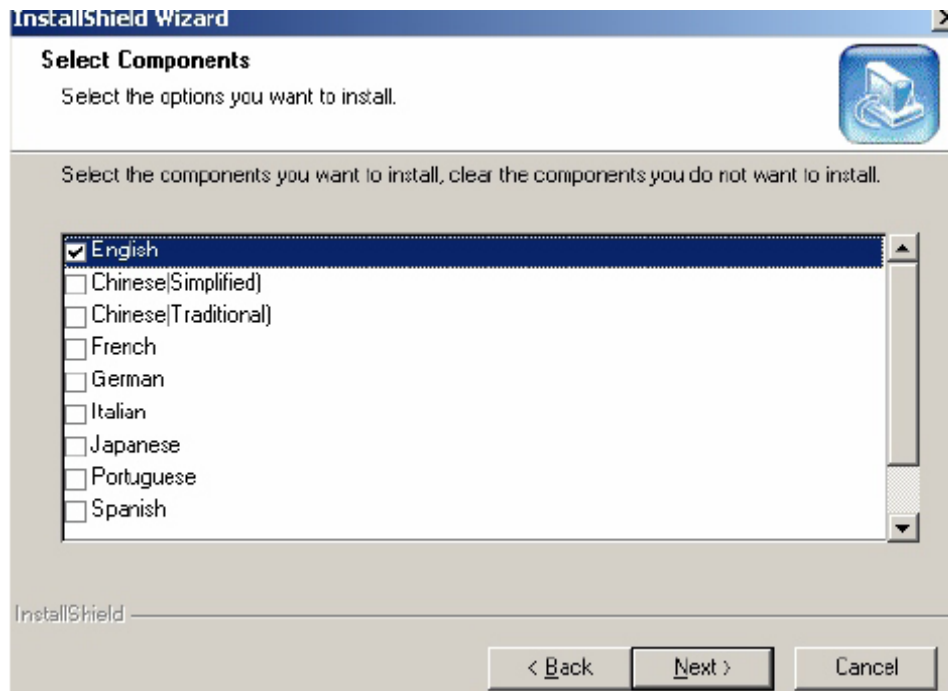 InstallShield Wizard
Select Components
Select the options you want to install.
Select the components you want to install, clear the components you do not want to install.
English
Chinese(Simplified)
Chinese(Traditional)
French
German
Italian
Japanese
Portuguese
Spanish
InstallShield
< Back Next > Cancel